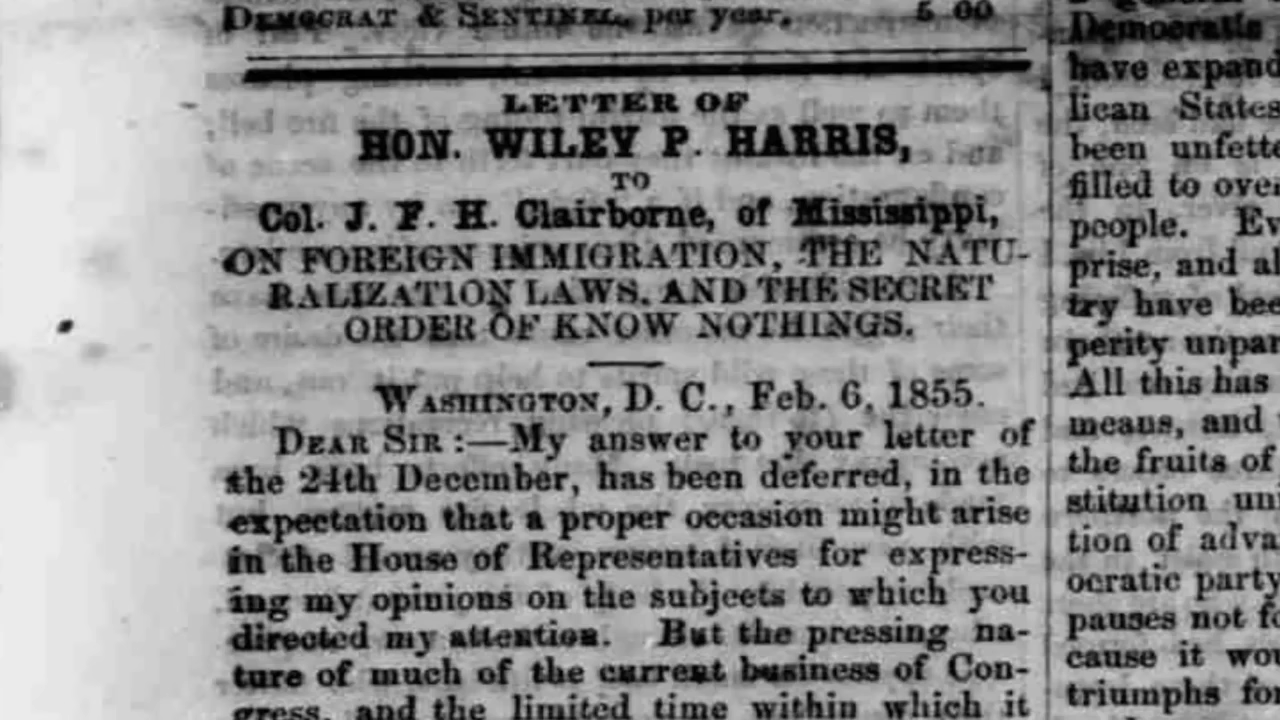 DEMOCRAT & SENTINEL, per year. 5 00
LETTER OF
HON. WILEY P. HARRIS,
TO
Col. J. F. H. Clairborne, of Mississippi,
ON FOREIGN IMMIGRATION, THE NATU-
RALIZATION LAWS, AND THE SECRET
ORDER OF KNOW NOTHINGS.
WASHINGTON, D. C., Feb. 6, 1855.
DEAR SIR:—My answer to your letter of
the 24th December, has been deferred, in the
expectation that a proper occasion might arise
in the House of Representatives for express-
ing my opinions on the subjects to which you
directed my attention. But the pressing na-
ture of much of the current business of Con-
gress, and the limited time within which it
Democratic
have expand
lican States
been unfette
filled to over
people. Ev
prise, and al
try have bee
perity unpar
All this has
means, and
the fruits of
stitution uni
tion of adva
ocratic party
pauses not fo
cause it wou
triumphs for